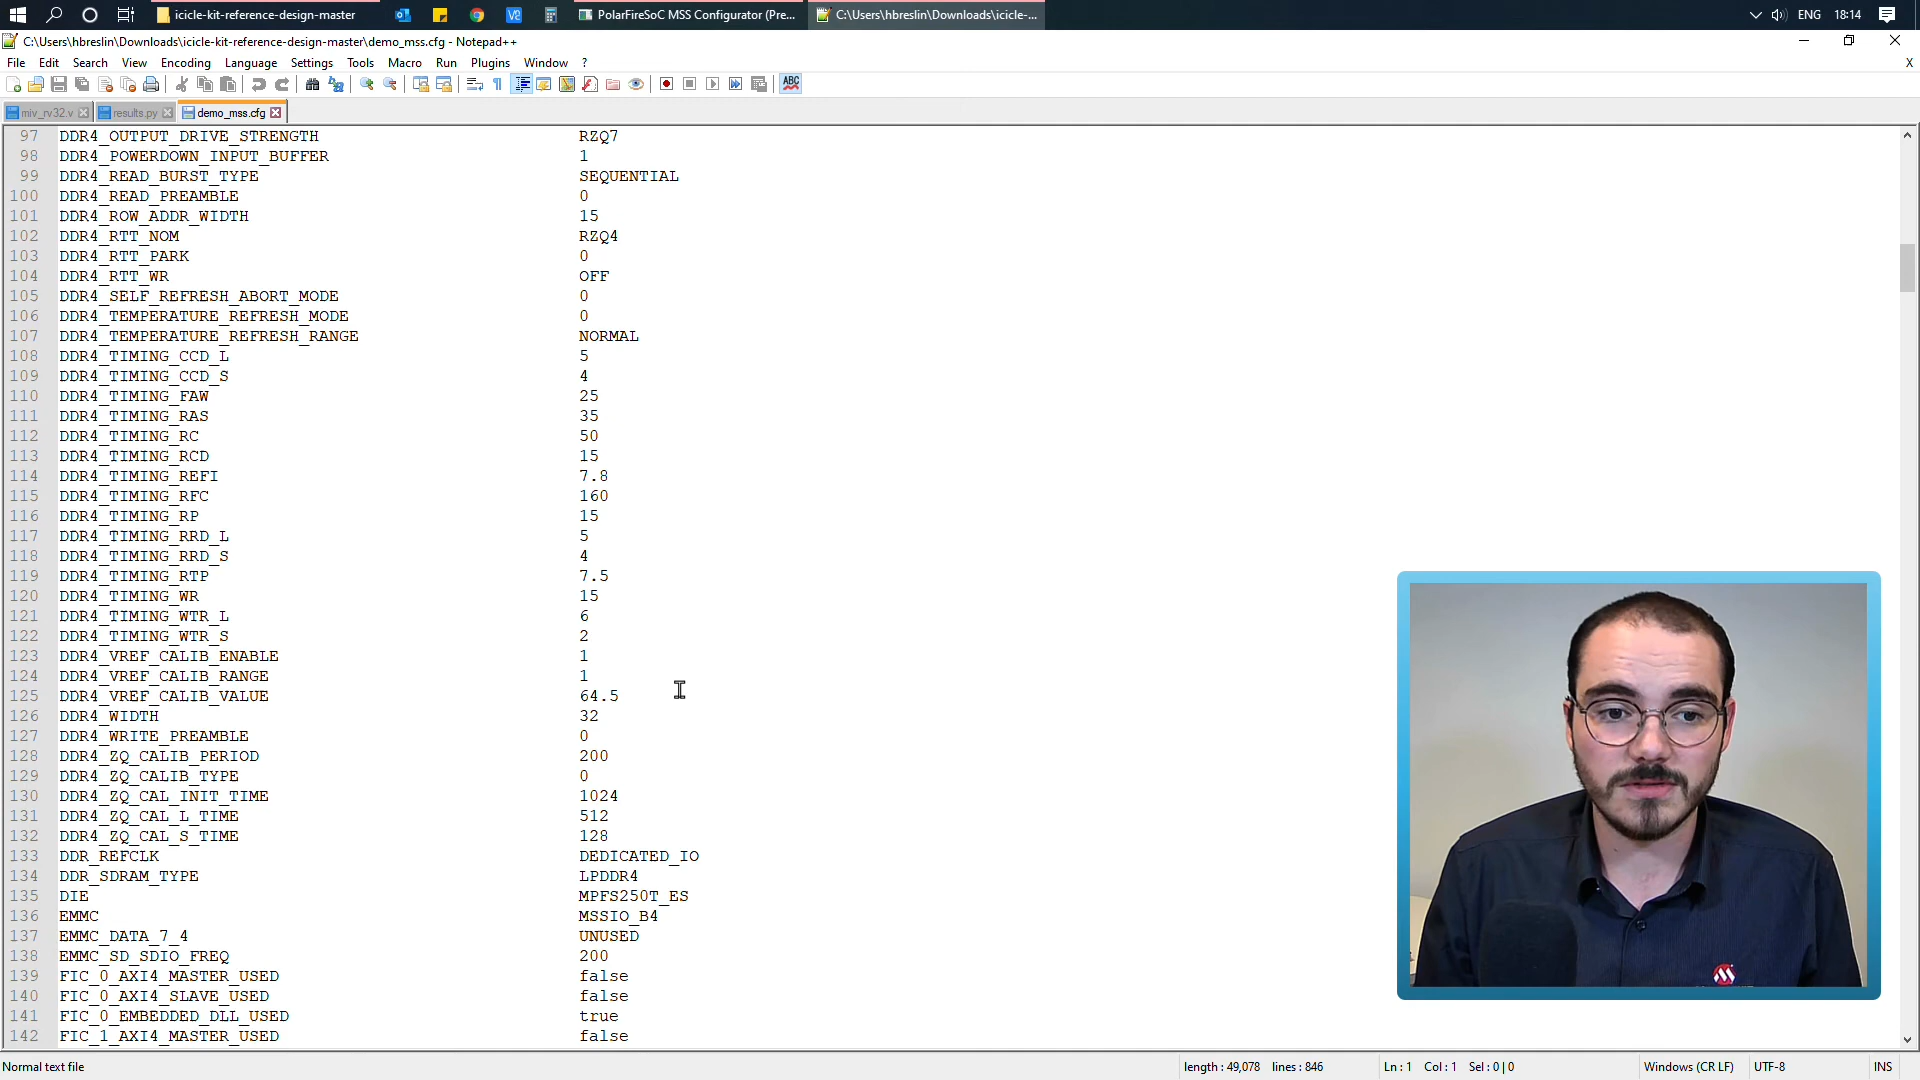 icicle-kit-reference-design-master
PolarFireSoC MSS Configurator (Pre...
C:\Users\hbreslin\Downloads\icicle-...
ENG
18:14
C:\Users\hbreslin\Downloads\icicle-kit-reference-design-master\demo_mss.cfg - Notepad++
File Edit Search View Encoding Language Settings Tools Macro Run Plugins Window ? X
ABC
miv_rv32.v results.py demo_mss.cfg
97 DDR4_OUTPUT_DRIVE_STRENGTH RZQ7
98 DDR4_POWERDOWN_INPUT_BUFFER 1
99 DDR4_READ_BURST_TYPE SEQUENTIAL
100 DDR4_READ_PREAMBLE 0
101 DDR4_ROW_ADDR_WIDTH 15
102 DDR4_RTT_NOM RZQ4
103 DDR4_RTT_PARK 0
104 DDR4_RTT_WR OFF
105 DDR4_SELF_REFRESH_ABORT_MODE 0
106 DDR4_TEMPERATURE_REFRESH_MODE 0
107 DDR4_TEMPERATURE_REFRESH_RANGE NORMAL
108 DDR4_TIMING_CCD_L 5
109 DDR4_TIMING_CCD_S 4
110 DDR4_TIMING_FAW 25
111 DDR4_TIMING_RAS 35
112 DDR4_TIMING_RC 50
113 DDR4_TIMING_RCD 15
114 DDR4_TIMING_REFI 7.8
115 DDR4_TIMING_RFC 160
116 DDR4_TIMING_RP 15
117 DDR4_TIMING_RRD_L 5
118 DDR4_TIMING_RRD_S 4
119 DDR4_TIMING_RTP 7.5
120 DDR4_TIMING_WR 15
121 DDR4_TIMING_WTR_L 6
122 DDR4_TIMING_WTR_S 2
123 DDR4_VREF_CALIB_ENABLE 1
124 DDR4_VREF_CALIB_RANGE 1
125 DDR4_VREF_CALIB_VALUE 64.5
126 DDR4_WIDTH 32
127 DDR4_WRITE_PREAMBLE 0
128 DDR4_ZQ_CALIB_PERIOD 200
129 DDR4_ZQ_CALIB_TYPE 0
130 DDR4_ZQ_CAL_INIT_TIME 1024
131 DDR4_ZQ_CAL_L_TIME 512
132 DDR4_ZQ_CAL_S_TIME 128
133 DDR_REFCLK DEDICATED_IO
134 DDR_SDRAM_TYPE LPDDR4
135 DIE MPFS250T_ES
136 EMMC MSSIO_B4
137 EMMC_DATA_7_4 UNUSED
138 EMMC_SD_SDIO_FREQ 200
139 FIC_0_AXI4_MASTER_USED false
140 FIC_0_AXI4_SLAVE_USED false
141 FIC_0_EMBEDDED_DLL_USED true
142 FIC_1_AXI4_MASTER_USED false
Normal text file length : 49,078 lines : 846 Ln : 1 Col : 1 Sel : 0 | 0 Windows (CR LF) UTF-8 INS